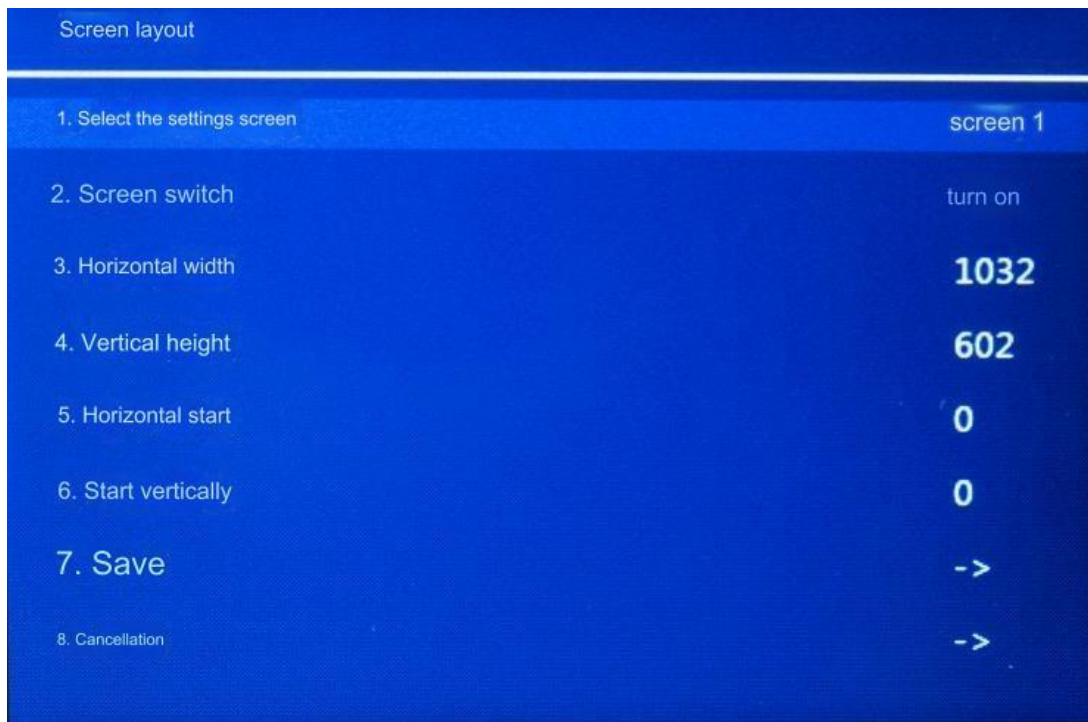 Screen layout
1. Select the settings screen screen 1
2. Screen switch turn on
3. Horizontal width 1032
4. Vertical height 602
5. Horizontal start 0
6. Start vertically 0
7. Save ->
8. Cancellation ->